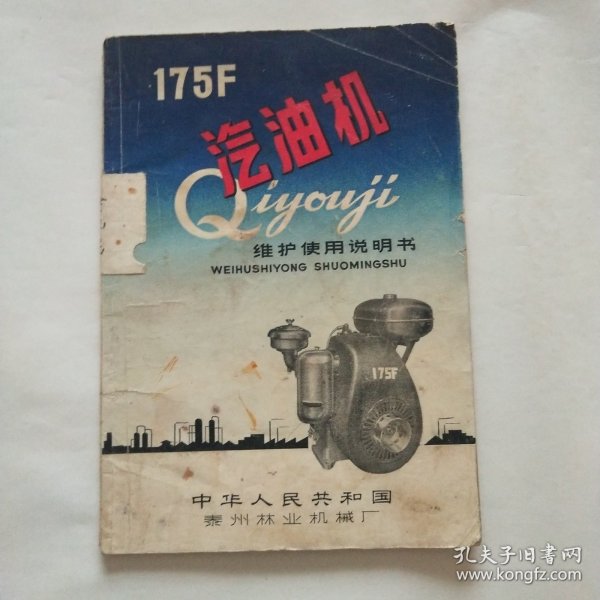 175F
汽油机
Qiyouji
维护使用说明书
WEIHUSHIYONG SHUOMINGSHU
175F
中华人民共和国
泰州林业机械厂
孔夫子旧书网
www.kongfz.com